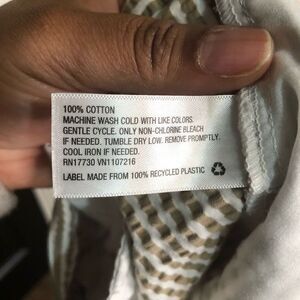 100% COTTON
MACHINE WASH COLD WITH LIKE COLORS.
GENTLE CYCLE. ONLY NON-CHLORINE BLEACH
IF NEEDED. TUMBLE DRY LOW. REMOVE PROMPTLY.
COOL IRON IF NEEDED.
RN17730 VN1107216
LABEL MADE FROM 100% RECYCLED PLASTIC